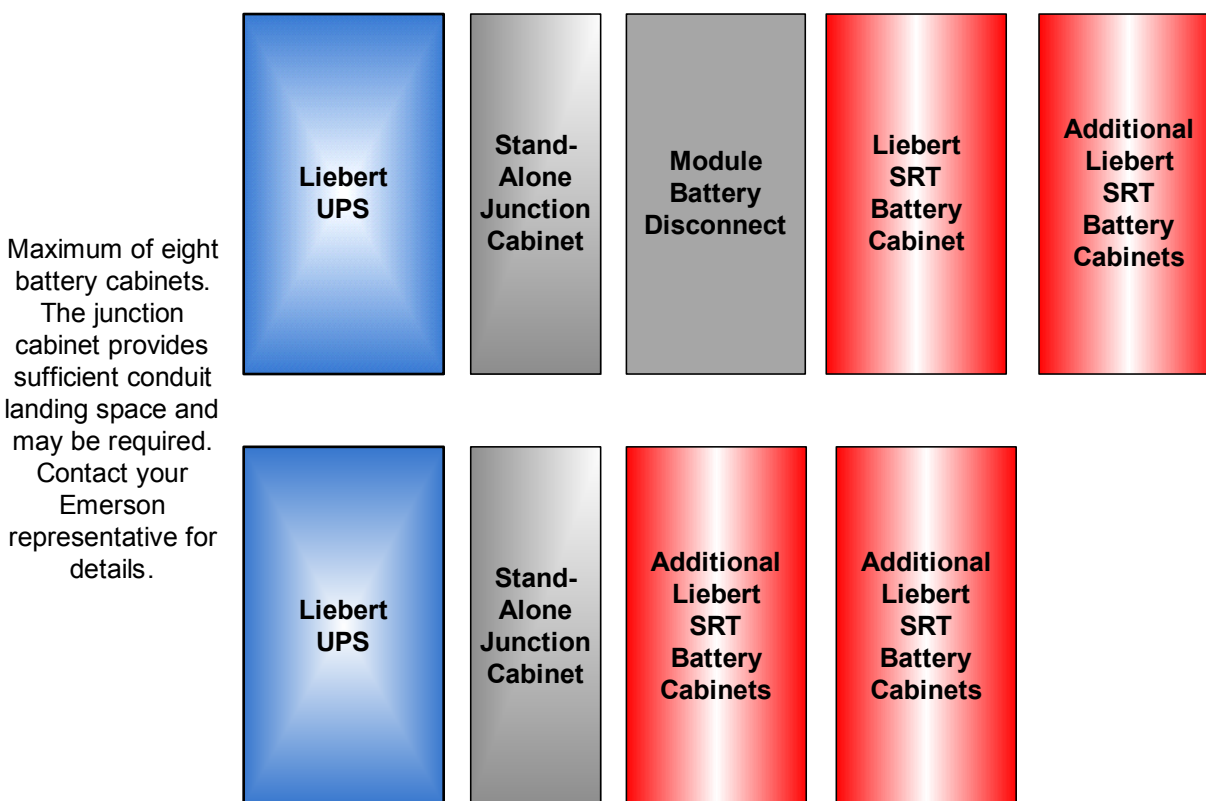 Maximum of eight
battery cabinets.
The junction
cabinet provides
sufficient conduit
landing space and
may be required.
Contact your
Emerson
representative for
details.
Liebert
UPS
Stand-
Alone
Junction
Cabinet
Module
Battery
Disconnect
Liebert
SRT
Battery
Cabinet
Additional
Liebert
SRT
Battery
Cabinets
Liebert
UPS
Stand-
Alone
Junction
Cabinet
Additional
Liebert
SRT
Battery
Cabinets
Additional
Liebert
SRT
Battery
Cabinets